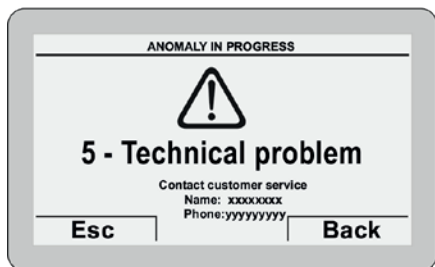 ANOMALY IN PROGRESS
5 - Technical problem
Contact customer service
Name: xxxxxxxx
Phone:yyyyyyyyy
Esc
Back